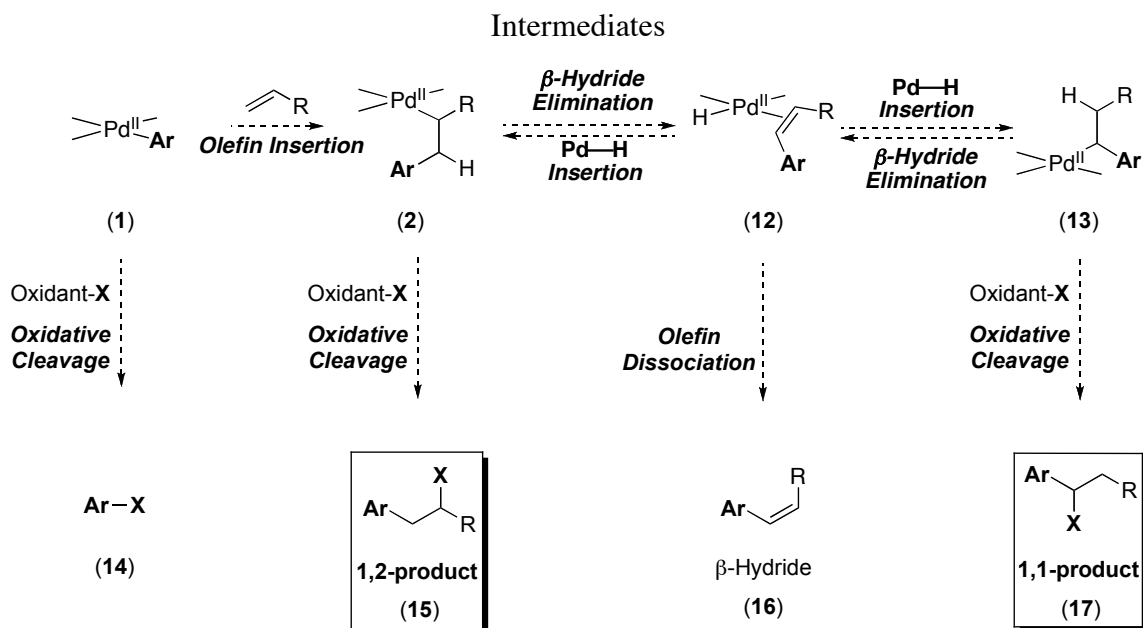 Intermediates
Pd^II
Ar
R
Olefin Insertion
Pd^II
R
Ar
H
β-Hydride
Elimination
Pd—H
Insertion
Pd^II
H
R
Ar
Pd—H
Insertion
β-Hydride
Elimination
H
R
Pd^II
Ar
(1)
(2)
(12)
(13)
Oxidant-X
Oxidative
Cleavage
Oxidant-X
Oxidative
Cleavage
Olefin
Dissociation
Oxidant-X
Oxidative
Cleavage
Ar—X
(14)
X
Ar
R
1,2-product
(15)
R
Ar
β-Hydride
(16)
Ar
R
X
1,1-product
(17)